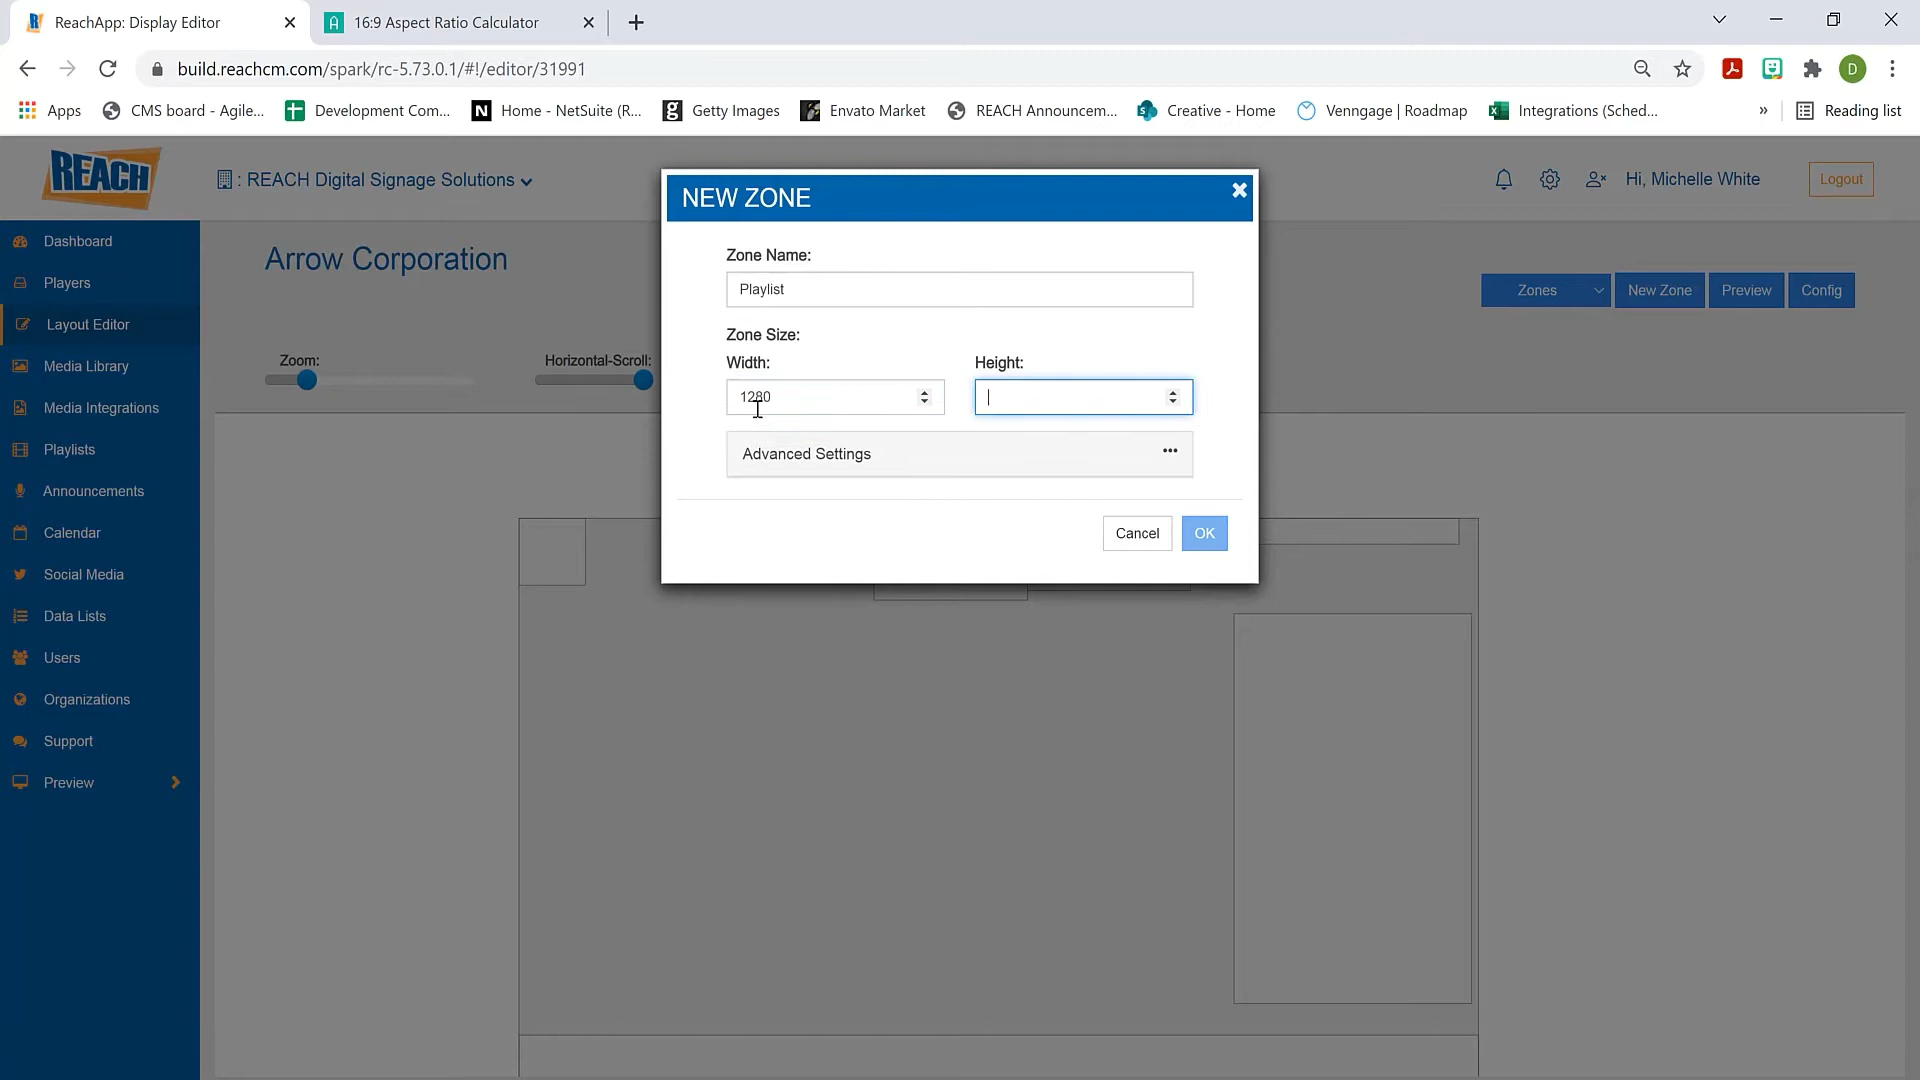 ReachApp: Display Editor
16:9 Aspect Ratio Calculator
build.reachcm.com/spark/rc-5.73.0.1/#!/editor/31991
D
Apps
CMS board - Agile...
Development Com...
Home - NetSuite (R...
Getty Images
Envato Market
REACH Announcem...
Creative - Home
Venngage | Roadmap
Integrations (Sched...
»
Reading list
REACH
: REACH Digital Signage Solutions
Hi, Michelle White
Logout
Dashboard
Players
Layout Editor
Media Library
Media Integrations
Playlists
Announcements
Calendar
Social Media
Data Lists
Users
Organizations
Support
Preview
Arrow Corporation
Zones
New Zone
Preview
Config
Zoom:
Horizontal-Scroll:
NEW ZONE
Zone Name:
Playlist
Zone Size:
Width:
Height:
1280
Advanced Settings
Cancel
OK